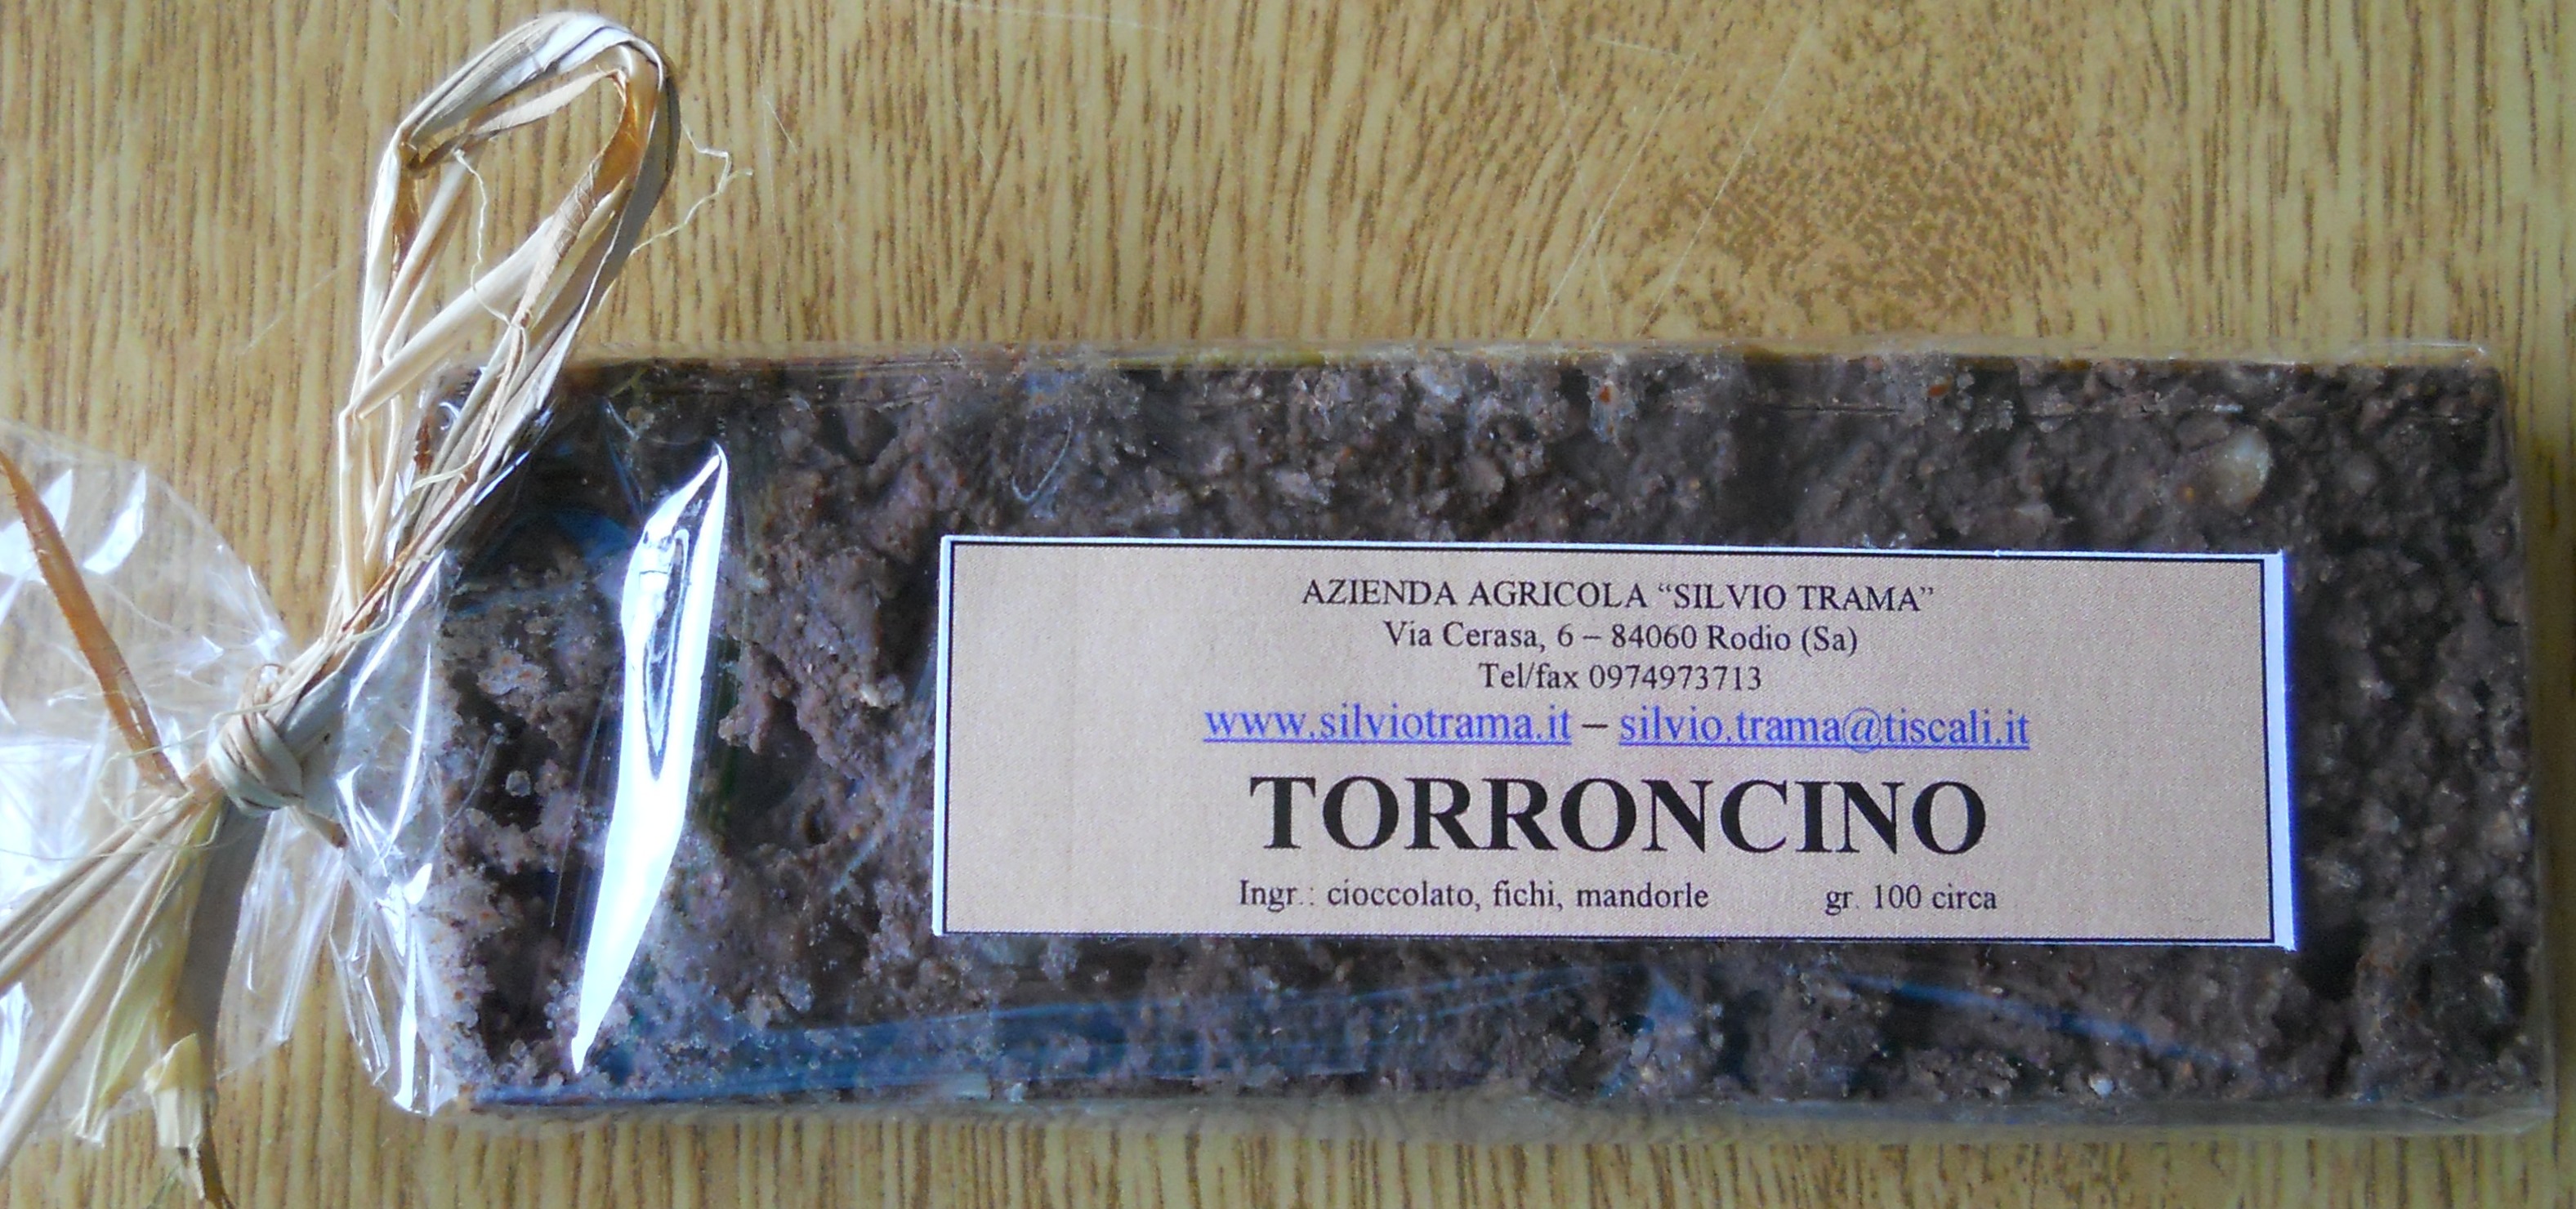 AZIENDA AGRICOLA “SILVIO TRAMA”
Via Cerasa, 6 – 84060 Rodio (Sa)
Tel/fax 0974973713
www.silviotrama.it – silvio.trama@tiscali.it
TORRONCINO
Ingr.: cioccolato, fichi, mandorle gr. 100 circa